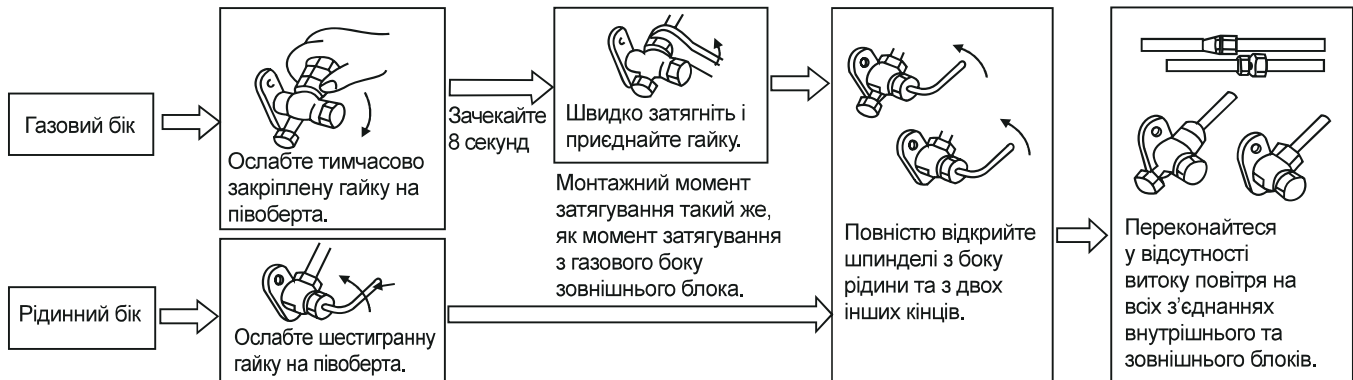 Газовий бік
Ослабте тимчасово
закріплену гайку на
півоберта.
Зачекайте
8 секунд
Швидко затягніть і
приєднайте гайку.
Монтажний момент
затягування такий же,
як момент затягування
з газового боку
зовнішнього блока.
Рідинний бік
Ослабте шестигранну
гайку на півоберта.
Повністю відкрийте
шпинделі з боку
рідини та з двох
інших кінців.
Переконайтеся
у відсутності
витоку повітря на
всіх з’єднаннях
внутрішнього та
зовнішнього блоків.